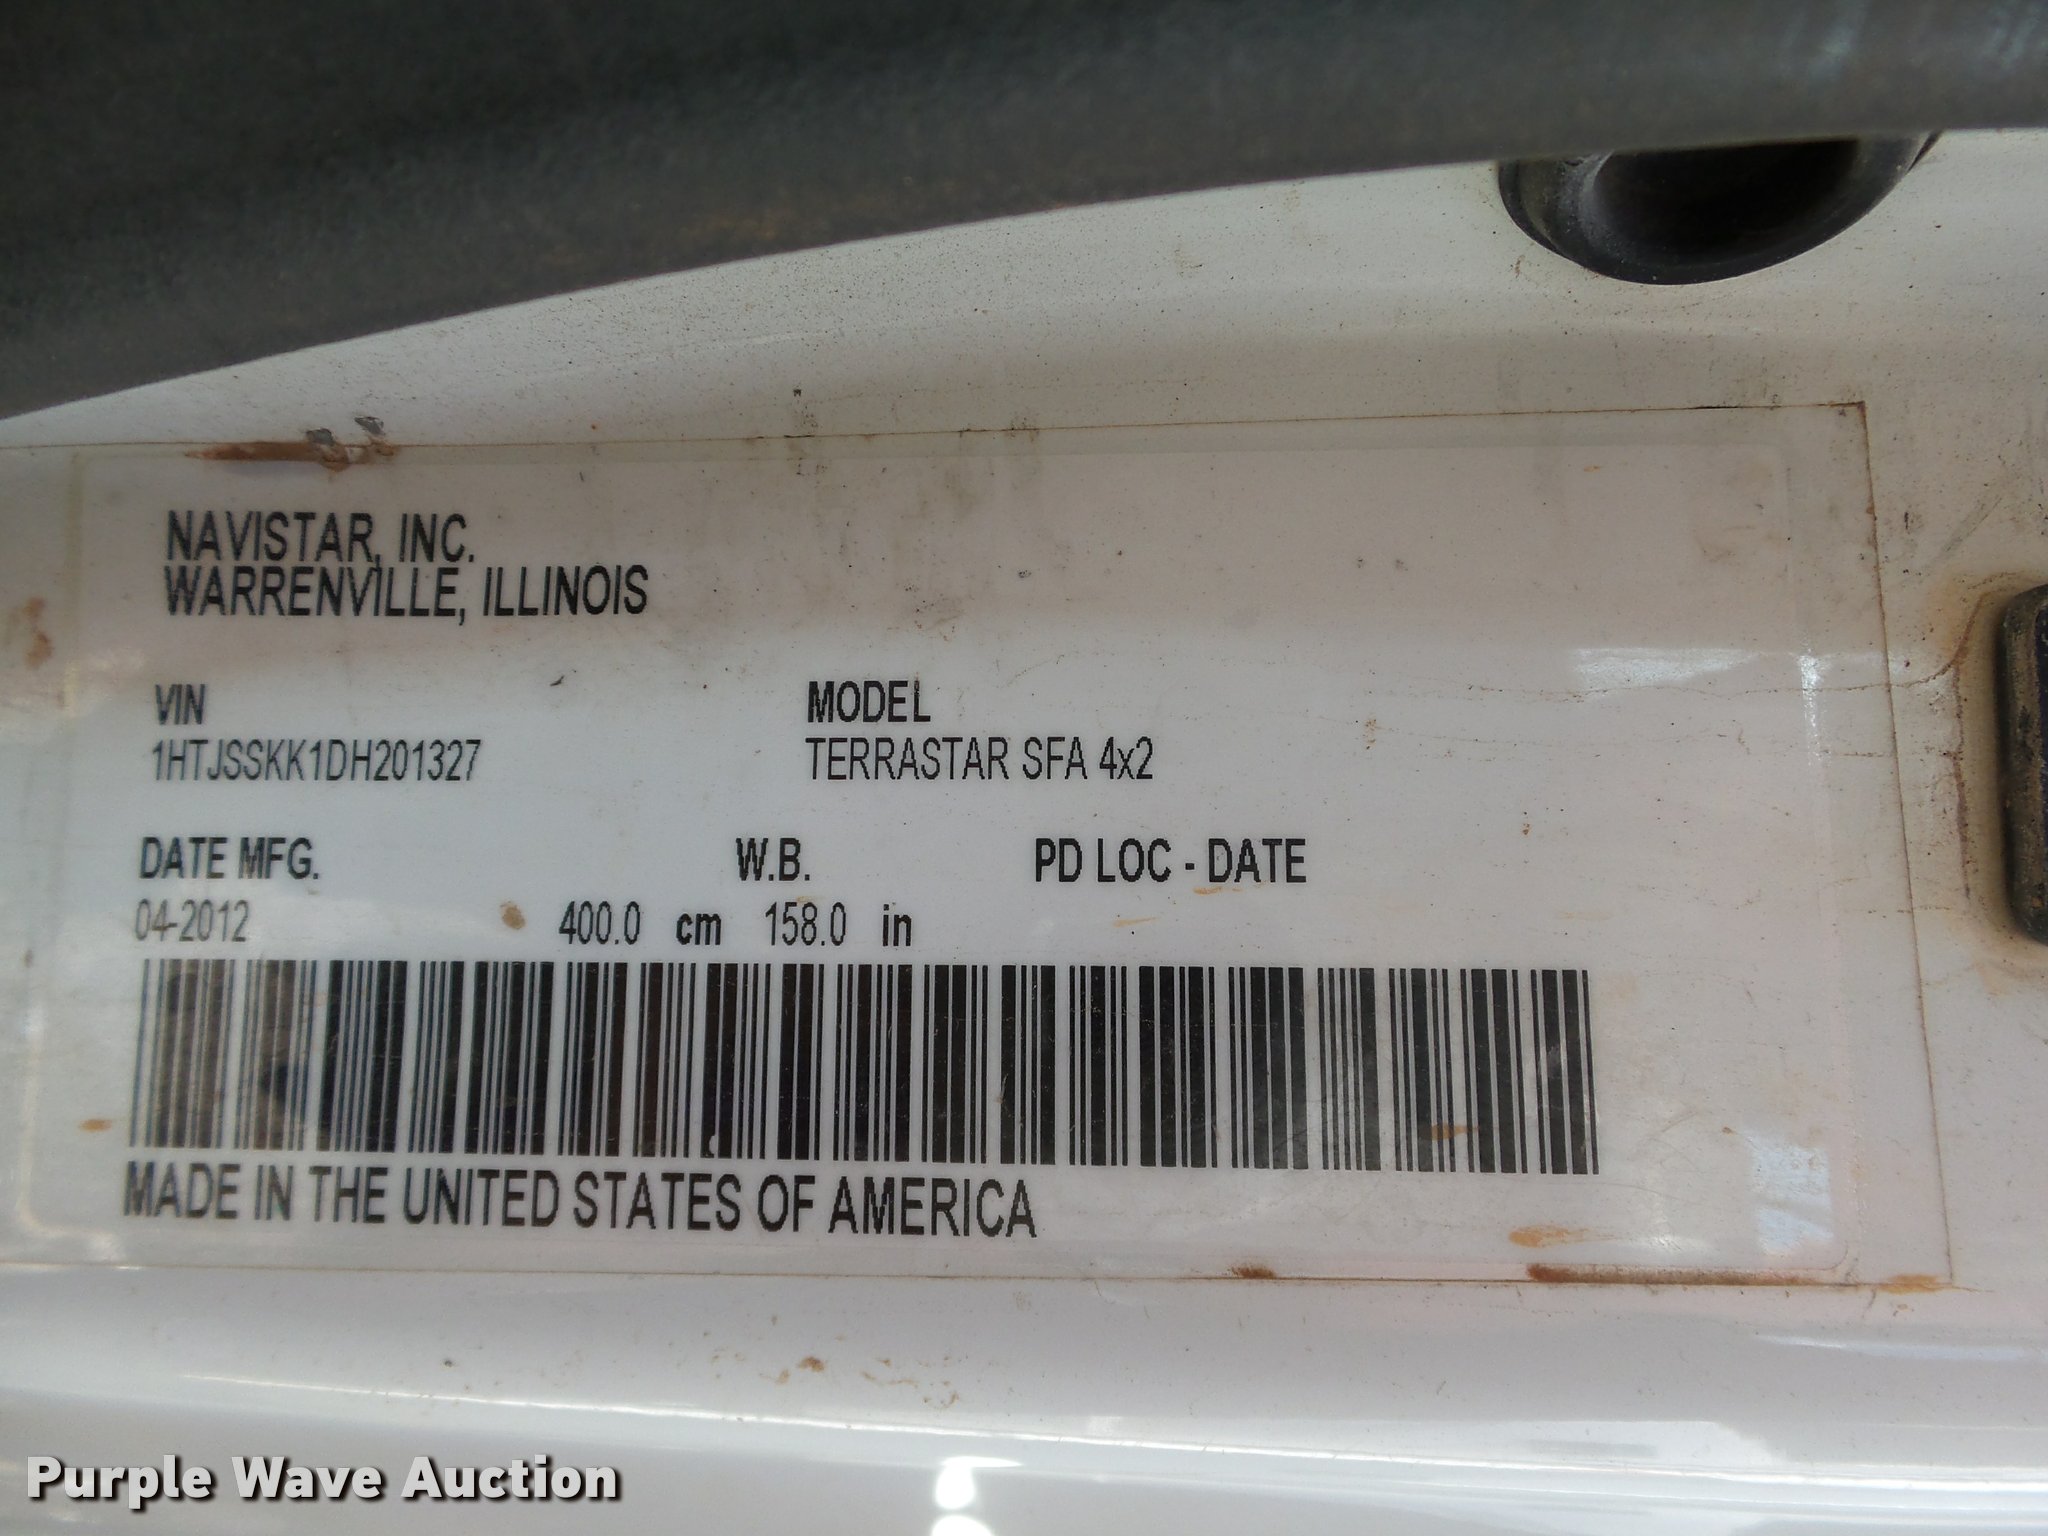 NAVISTAR, INC.
WARRENVILLE, ILLINOIS
VIN MODEL
1HTJSSKK1DH201327 TERRASTAR SFA 4x2
DATE MFG. W.B. PD LOC - DATE
04-2012 400.0 cm 158.0 in
MADE IN THE UNITED STATES OF AMERICA
Purple Wave Auction